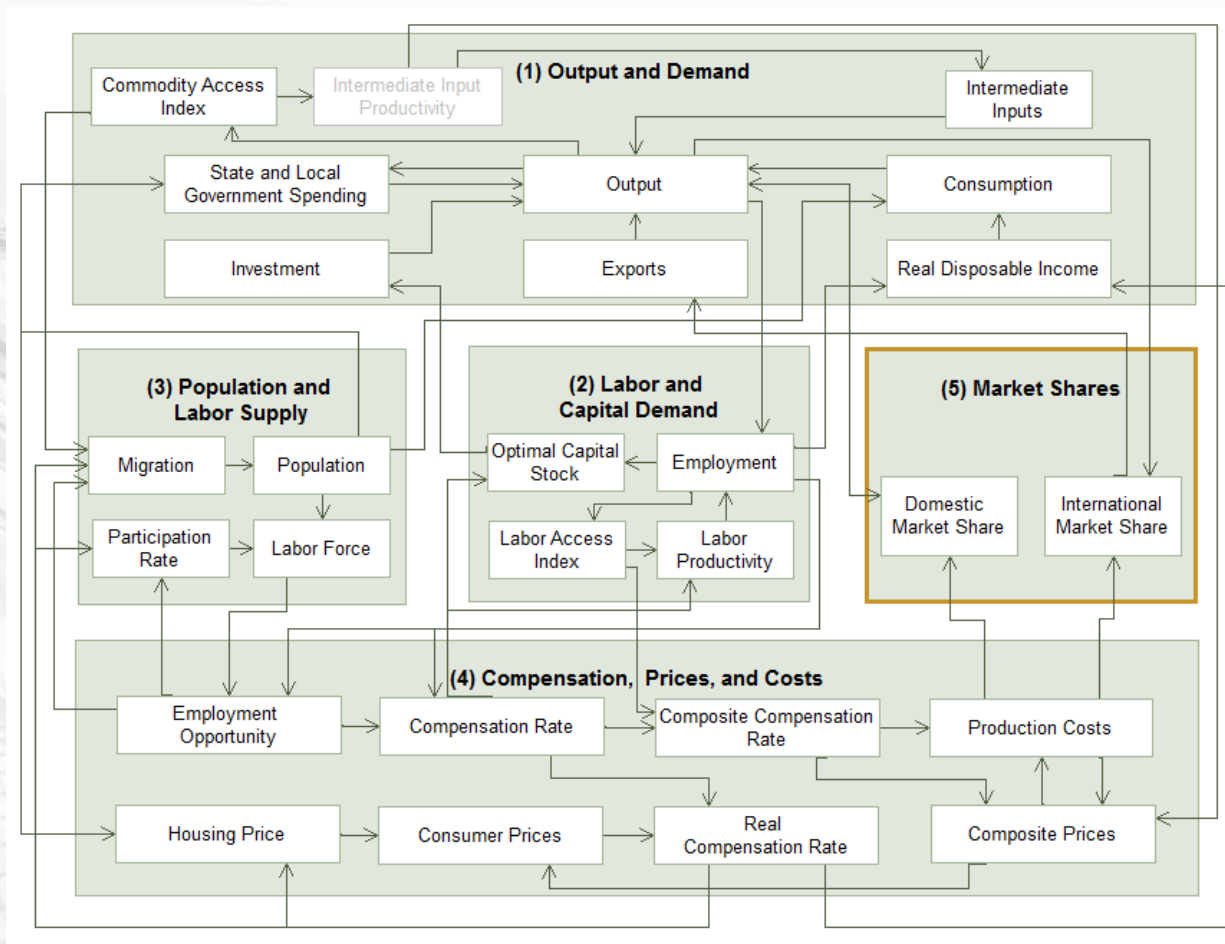 (1) Output and Demand
Commodity Access
Index
Intermediate Input
Productivity
Intermediate
Inputs
State and Local
Government Spending
Output
Consumption
Investment
Exports
Real Disposable Income
(3) Population and
Labor Supply
Migration
Population
Participation
Rate
Labor Force
(2) Labor and
Capital Demand
Optimal Capital
Stock
Employment
Labor Access
Index
Labor
Productivity
(5) Market Shares
Domestic
Market Share
International
Market Share
(4) Compensation, Prices, and Costs
Employment
Opportunity
Compensation Rate
Composite Compensation
Rate
Production Costs
Housing Price
Consumer Prices
Real
Compensation Rate
Composite Prices